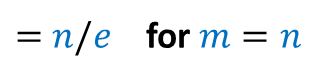 = n/e for m = n